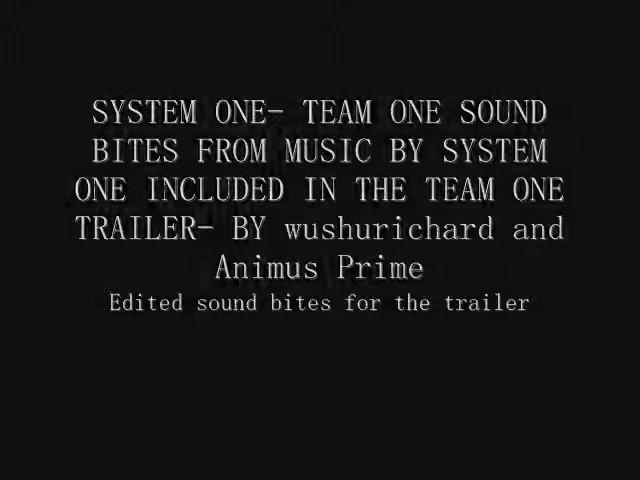 SYSTEM ONE- TEAM ONE SOUND
BITES FROM MUSIC BY SYSTEM
ONE INCLUDED IN THE TEAM ONE
TRAILER- BY wushurichard and
Animus Prime
Edited sound bites for the trailer